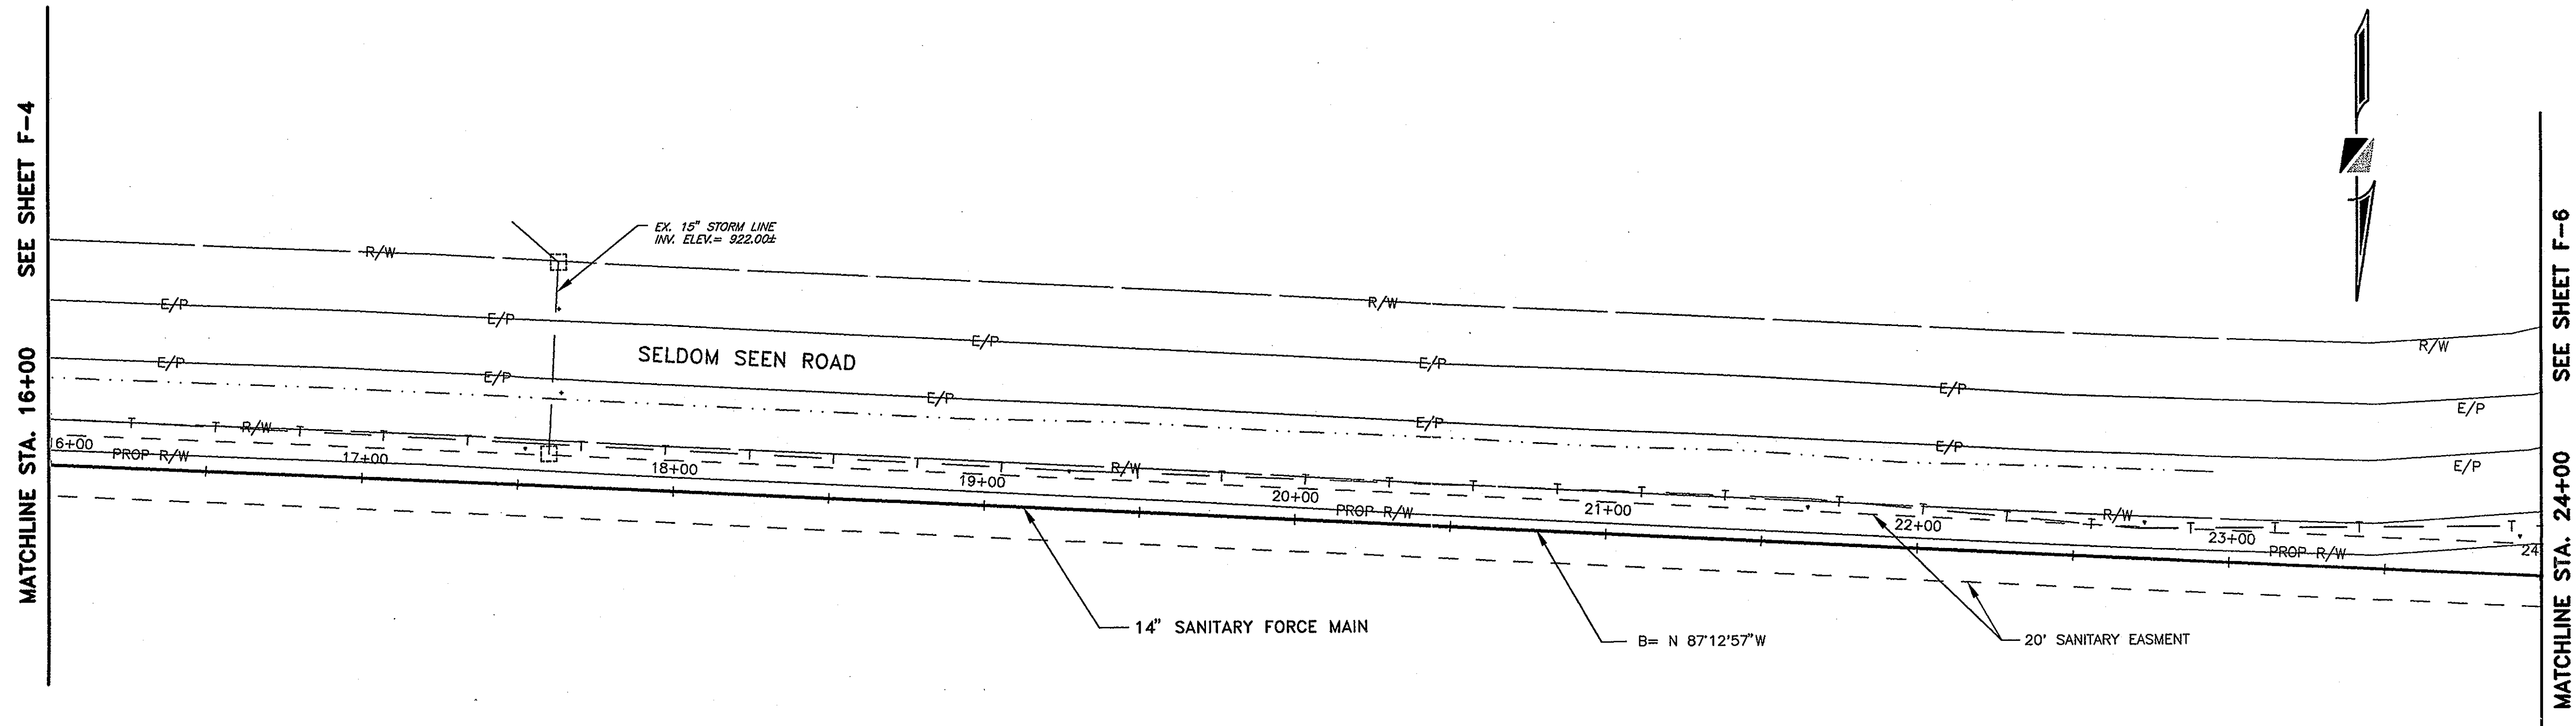 MATCHLINE STA. 16+00 SEE SHEET F-4
EX. 15" STORM LINE
INV. ELEV.= 922.00±
R/W
R/W
R/W
E/P
E/P
E/P
E/P
E/P
E/P
SELDOM SEEN ROAD
E/P
E/P
E/P
E/P
E/P
E/P
T T R/W T T T T T T T T T R/W T T T T T T T T T T R/W T T T T
16+00
17+00
18+00
19+00
20+00
21+00
22+00
23+00
24
PROP R/W
PROP R/W
PROP R/W
14" SANITARY FORCE MAIN
B= N 87°12'57"W
20' SANITARY EASMENT
MATCHLINE STA. 24+00 SEE SHEET F-6